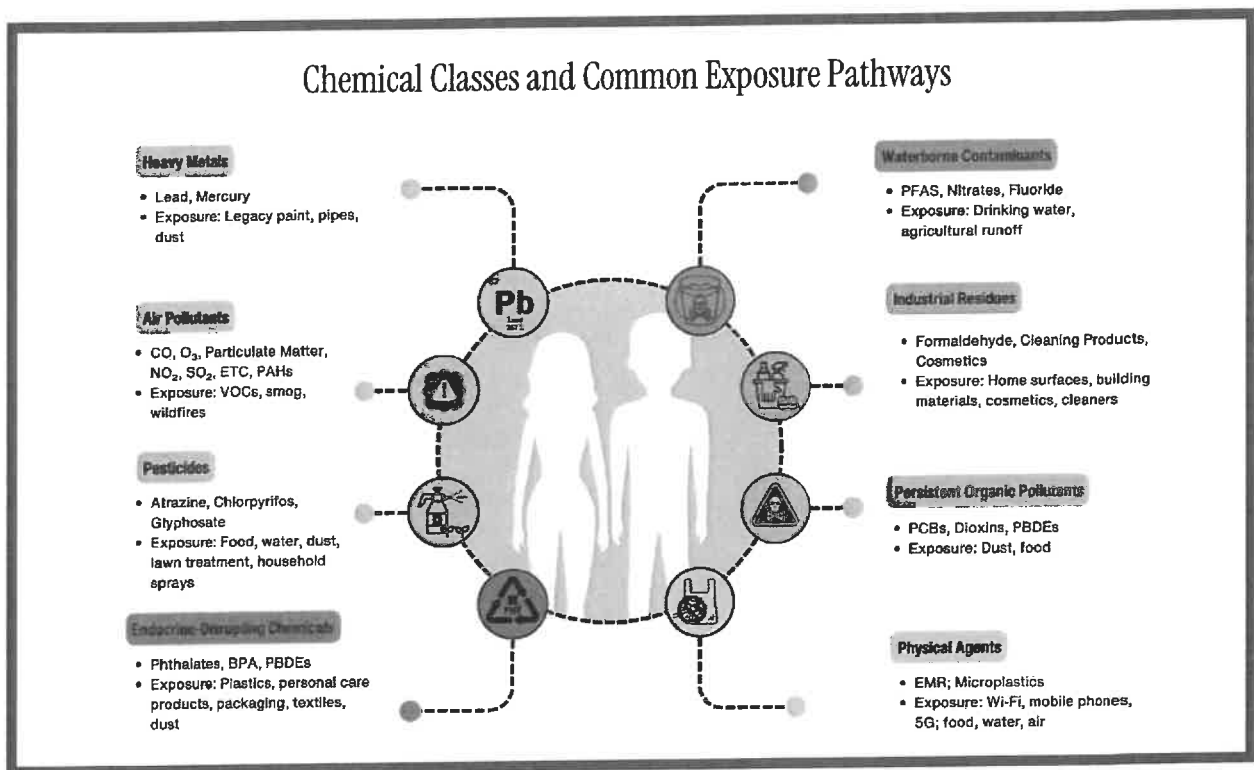 Chemical Classes and Common Exposure Pathways
Heavy Metals
• Lead, Mercury
• Exposure: Legacy paint, pipes,
dust
Air Pollutants
• CO, O₃, Particulate Matter,
NO₂, SO₂, ETC, PAHs
• Exposure: VOCs, smog,
wildfires
Pesticides
• Atrazine, Chlorpyrifos,
Glyphosate
• Exposure: Food, water, dust,
lawn treatment, household
sprays
Endocrine-Disrupting Chemicals
• Phthalates, BPA, PBDEs
• Exposure: Plastics, personal care
products, packaging, textiles,
dust
Pb
Lead
Waterborne Contaminants
• PFAS, Nitrates, Fluoride
• Exposure: Drinking water,
agricultural runoff
Industrial Residues
• Formaldehyde, Cleaning Products,
Cosmetics
• Exposure: Home surfaces, building
materials, cosmetics, cleaners
Persistent Organic Pollutants
• PCBs, Dioxins, PBDEs
• Exposure: Dust, food
Physical Agents
• EMR; Microplastics
• Exposure: Wi-Fi, mobile phones,
5G; food, water, air